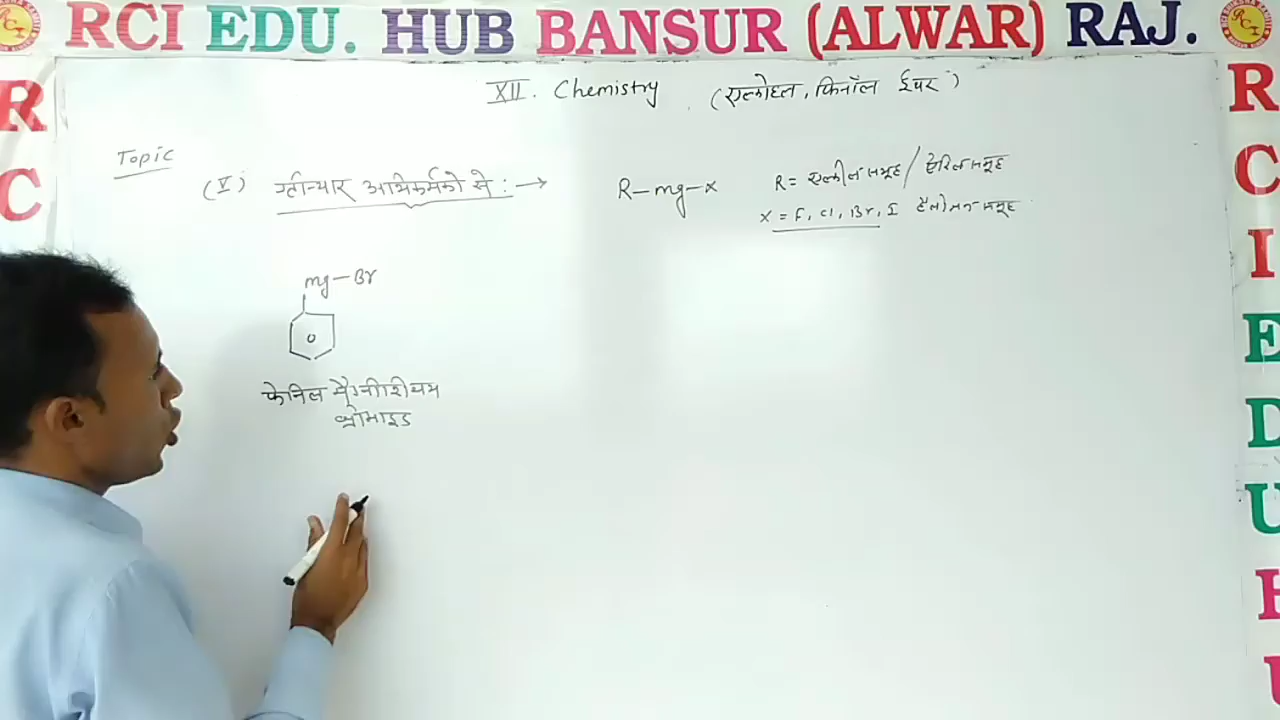 RCI EDU. HUB BANSUR (ALWAR) RAJ.
XII. Chemistry (एल्कोहल, फिनॉल ईथर)
Topic
(V) ग्रीन्यार अभिकर्मको से :→ R-mg-x R= एल्कील समूह / ऐरिल समूह
x = F, Cl, Br, I हैलोजन समूह
mg-Br
फेनिल मैग्नीशीयम
ब्रोमाइड
R
C
R
C
I
E
D
U
H
U